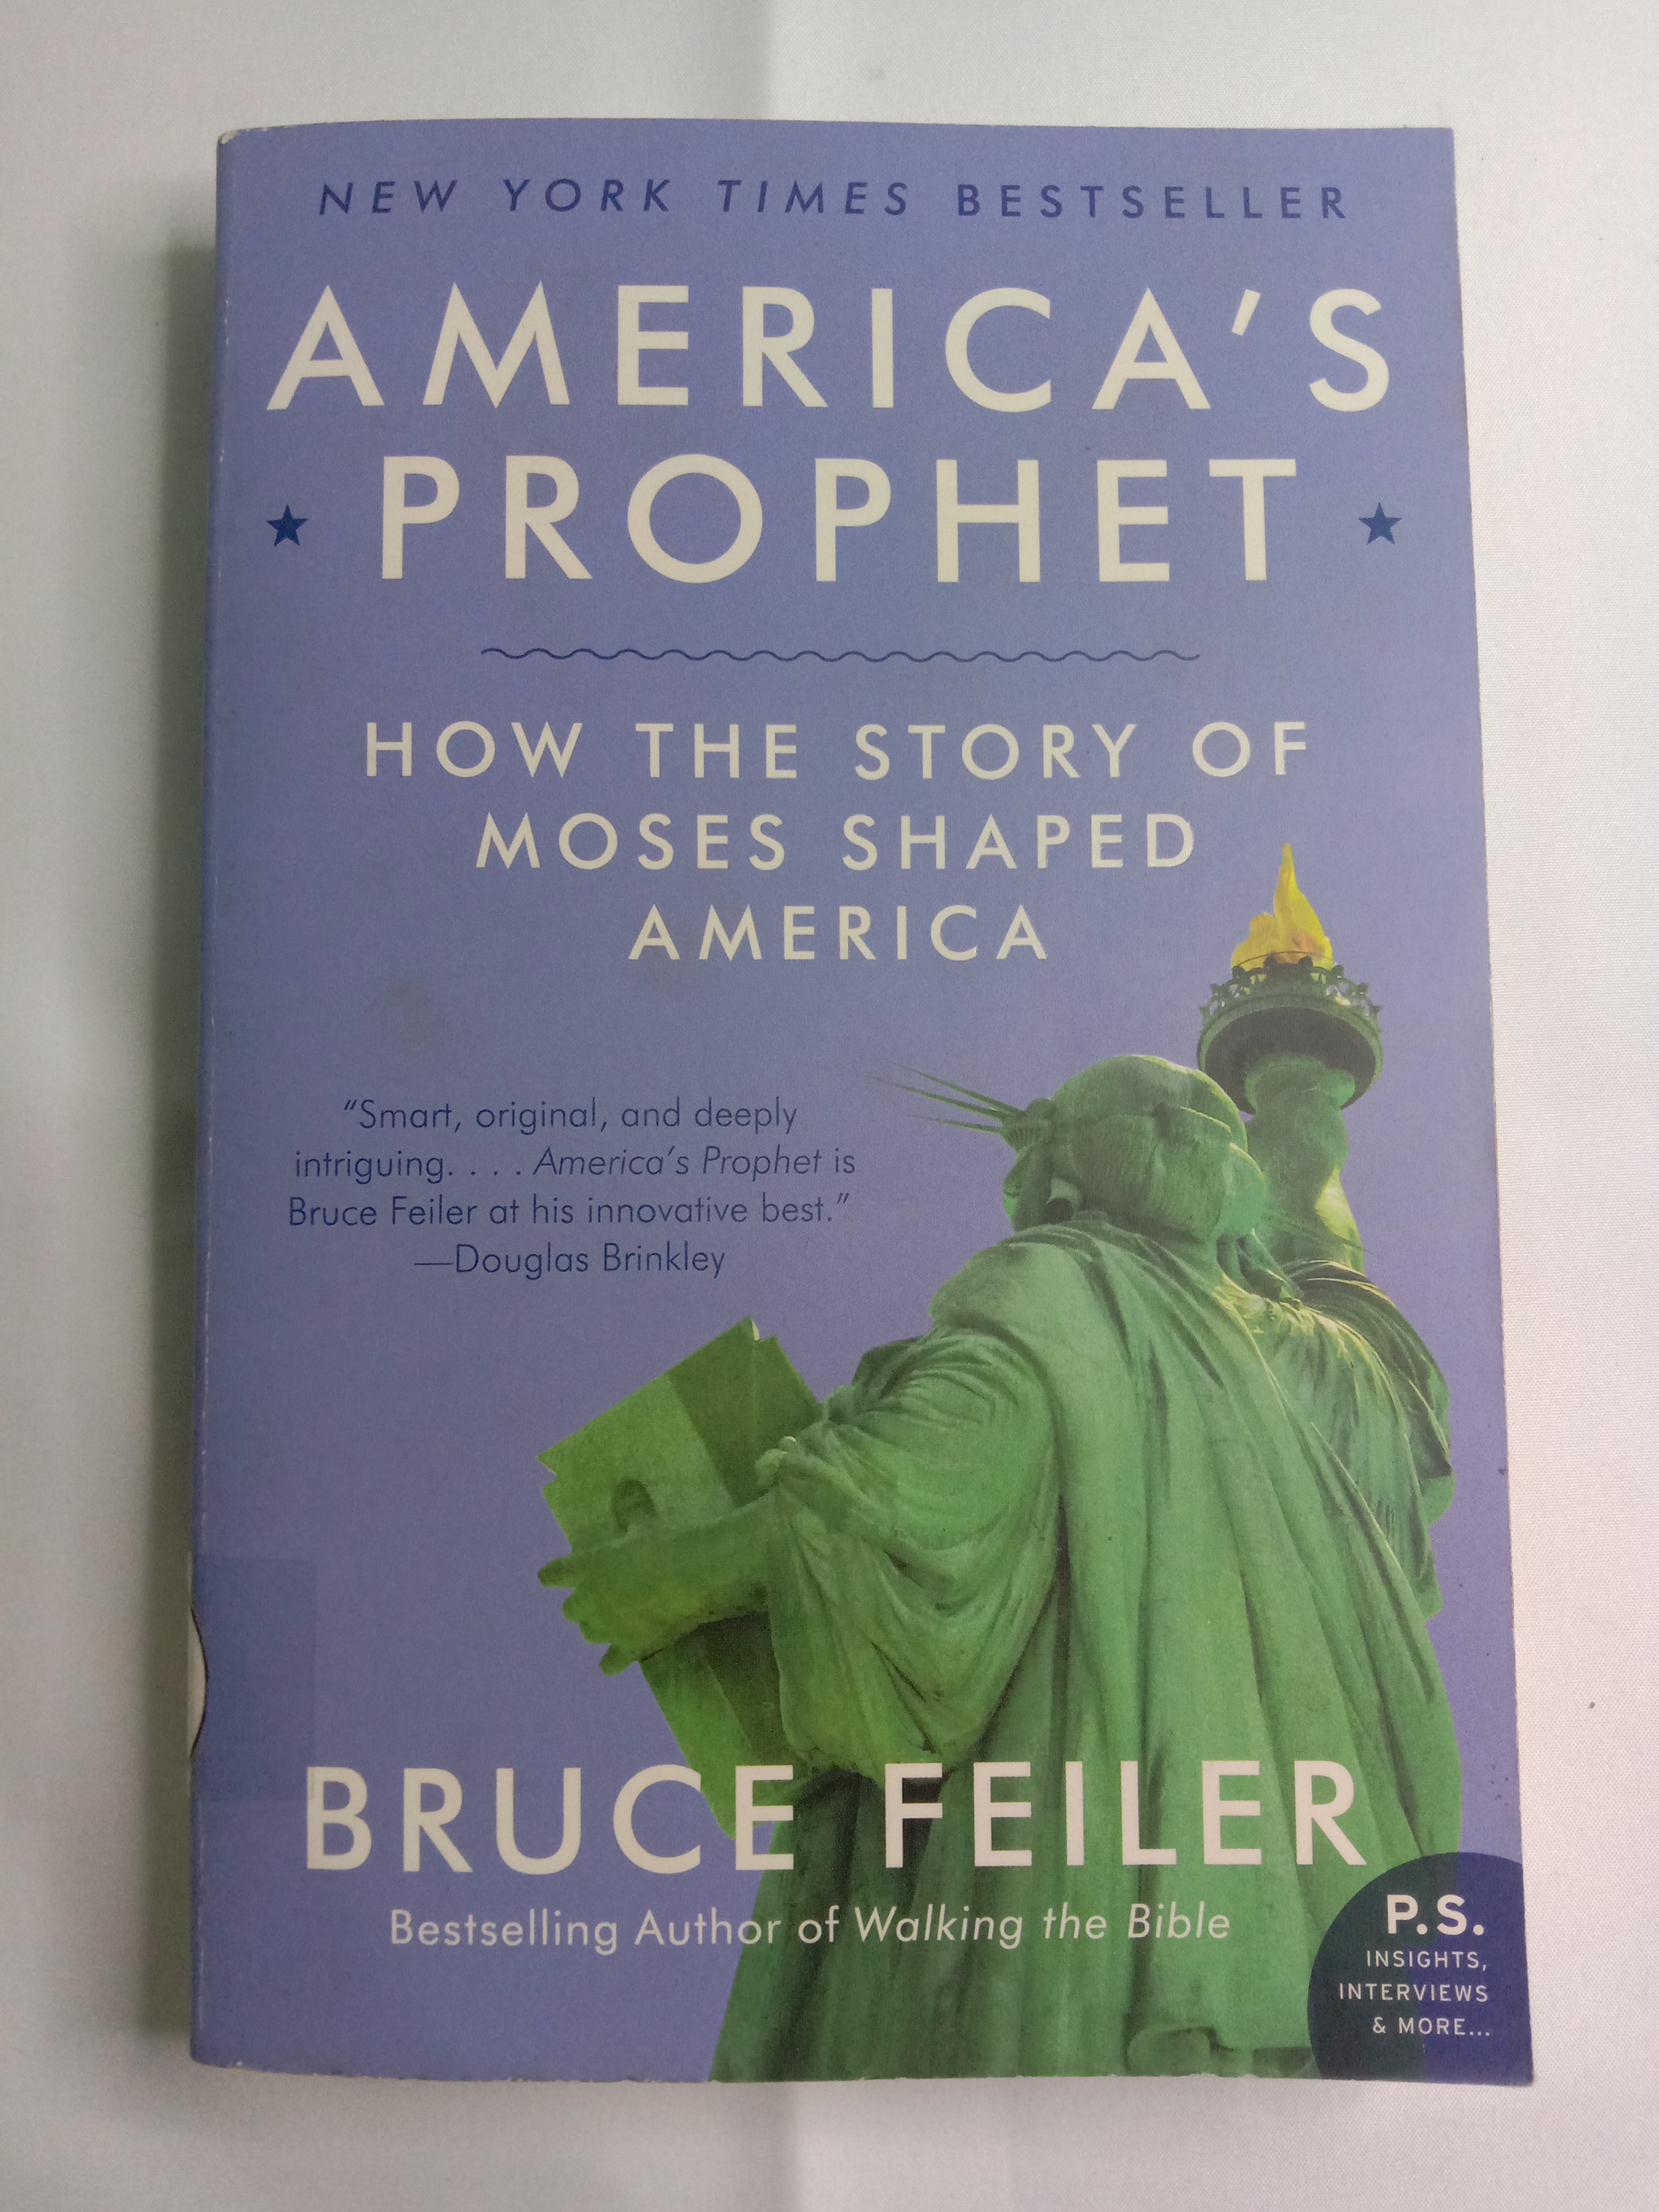 NEW YORK TIMES BESTSELLER
AMERICA'S
PROPHET
HOW THE STORY OF
MOSES SHAPED
AMERICA
"Smart, original, and deeply
intriguing. . . . America's Prophet is
Bruce Feiler at his innovative best."
—Douglas Brinkley
BRUCE FEILER
Bestselling Author of Walking the Bible
P.S.
INSIGHTS,
INTERVIEWS
& MORE...